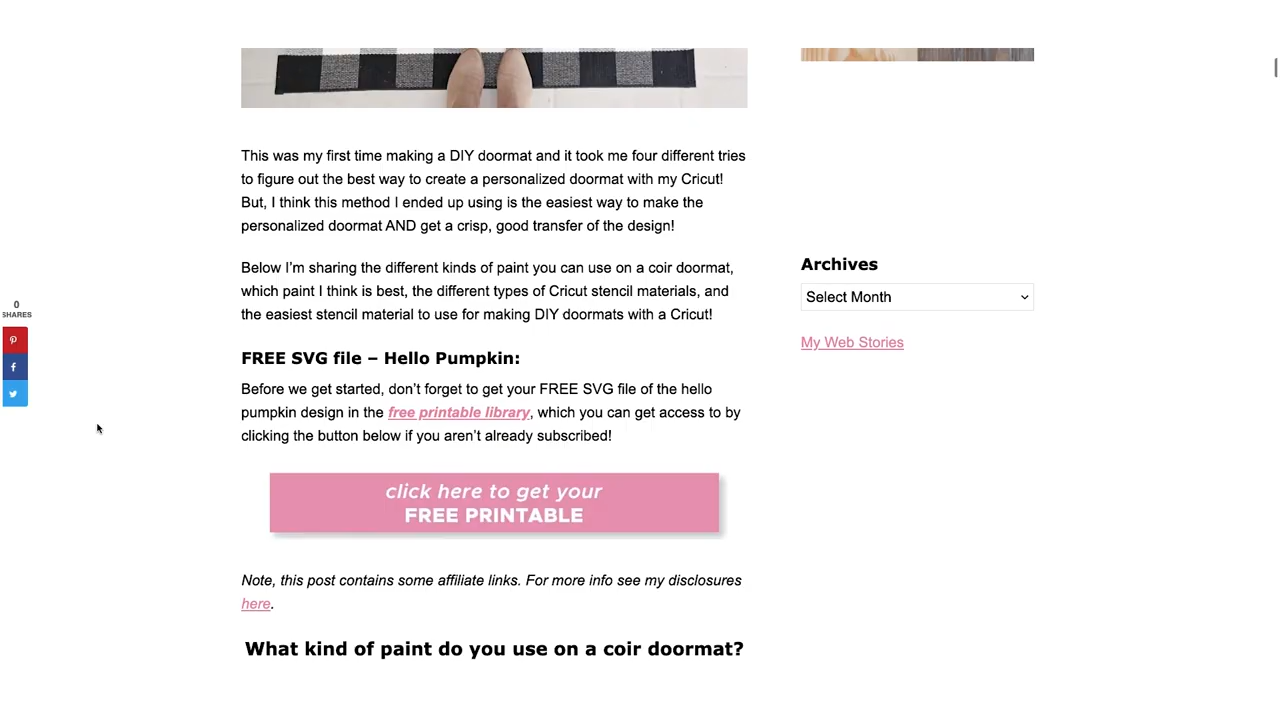 This was my first time making a DIY doormat and it took me four different tries
to figure out the best way to create a personalized doormat with my Cricut!
But, I think this method I ended up using is the easiest way to make the
personalized doormat AND get a crisp, good transfer of the design!
Below I'm sharing the different kinds of paint you can use on a coir doormat,
which paint I think is best, the different types of Cricut stencil materials, and
the easiest stencil material to use for making DIY doormats with a Cricut!
FREE SVG file – Hello Pumpkin:
Before we get started, don't forget to get your FREE SVG file of the hello
pumpkin design in the free printable library, which you can get access to by
clicking the button below if you aren't already subscribed!
click here to get your
FREE PRINTABLE
Note, this post contains some affiliate links. For more info see my disclosures
here.
What kind of paint do you use on a coir doormat?
Archives
Select Month
My Web Stories
0
SHARES